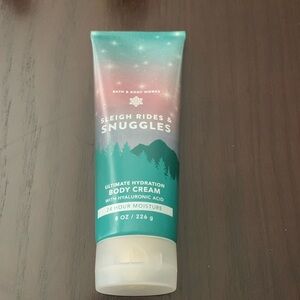 BATH & BODY WORKS
SLEIGH RIDES &
SNUGGLES
ULTIMATE HYDRATION
BODY CREAM
WITH HYALURONIC ACID
24 HOUR MOISTURE
8 OZ / 226 g